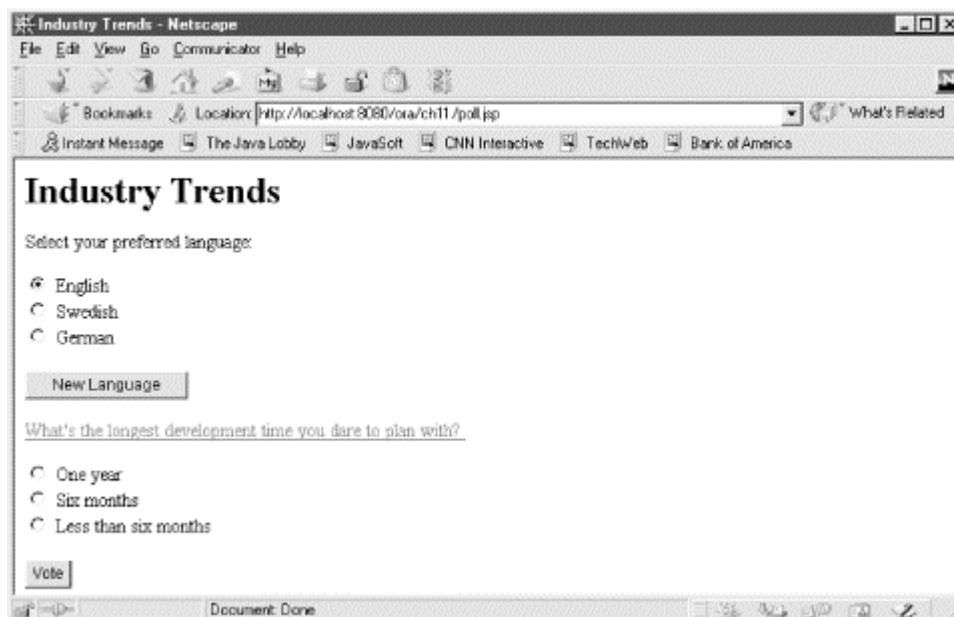 Industry Trends - Netscape
File Edit View Go Communicator Help
My
N
Bookmarks Location: http://localhost:8080/ora/ch11/poll.jsp What's Related
Instant Message The Java Lobby JavaSoft CNN Interactive TechWeb Bank of America
Industry Trends
Select your preferred language:
English
Swedish
German
New Language
What's the longest development time you dare to plan with?
One year
Six months
Less than six months
Vote
Document: Done